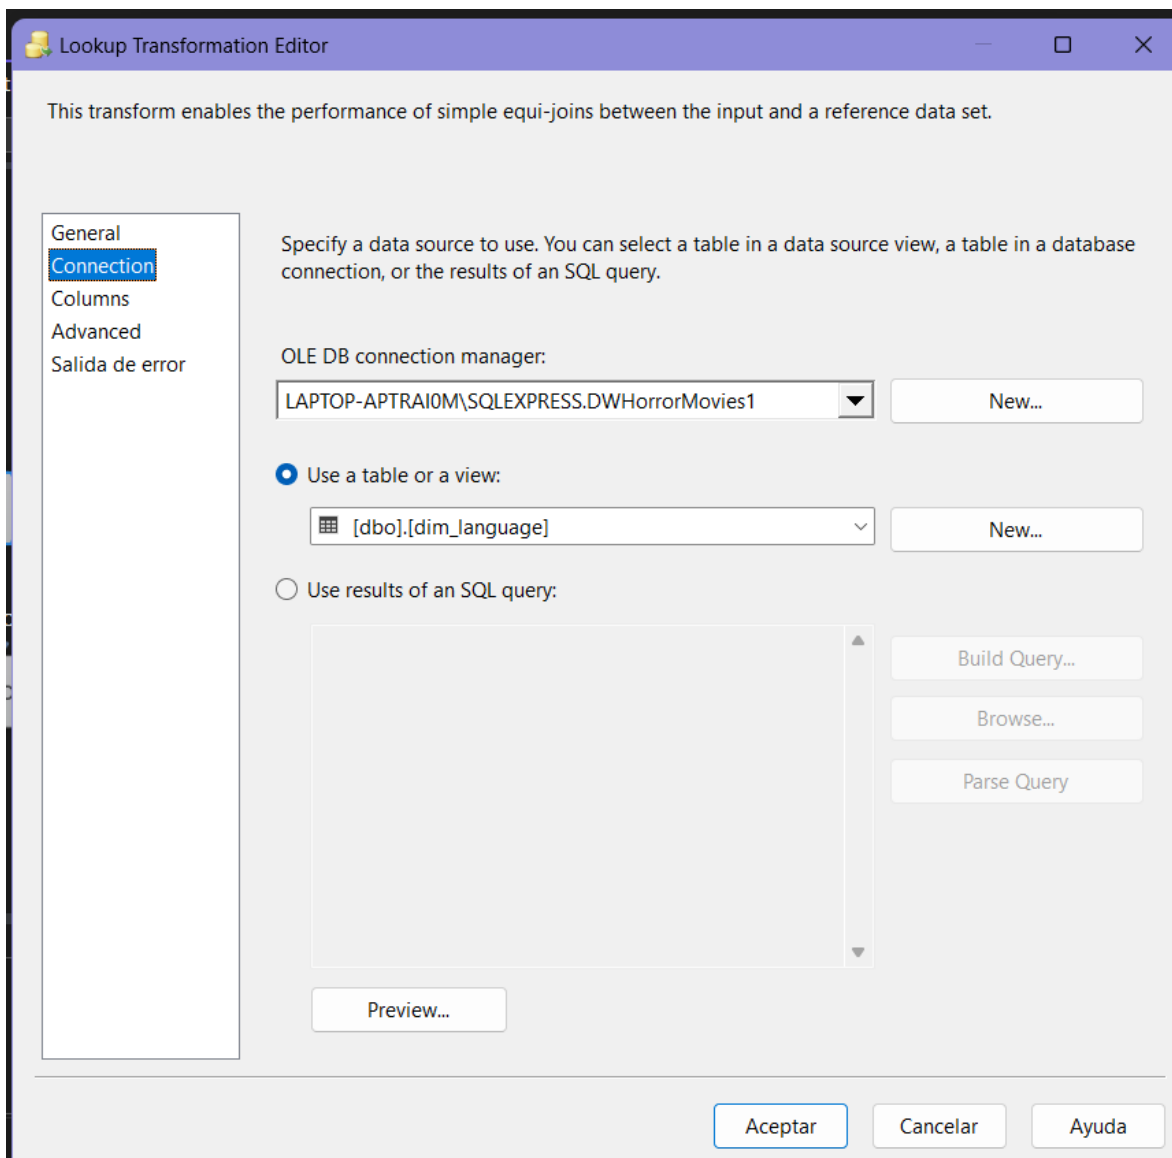 Lookup Transformation Editor
This transform enables the performance of simple equi-joins between the input and a reference data set.
General
Connection
Columns
Advanced
Salida de error
Specify a data source to use. You can select a table in a data source view, a table in a database
connection, or the results of an SQL query.
OLE DB connection manager:
LAPTOP-APTRAI0M\SQLEXPRESS.DWHorrorMovies1
New...
Use a table or a view:
[dbo].[dim_language]
New...
Use results of an SQL query:
Build Query...
Browse...
Parse Query
Preview...
Aceptar
Cancelar
Ayuda